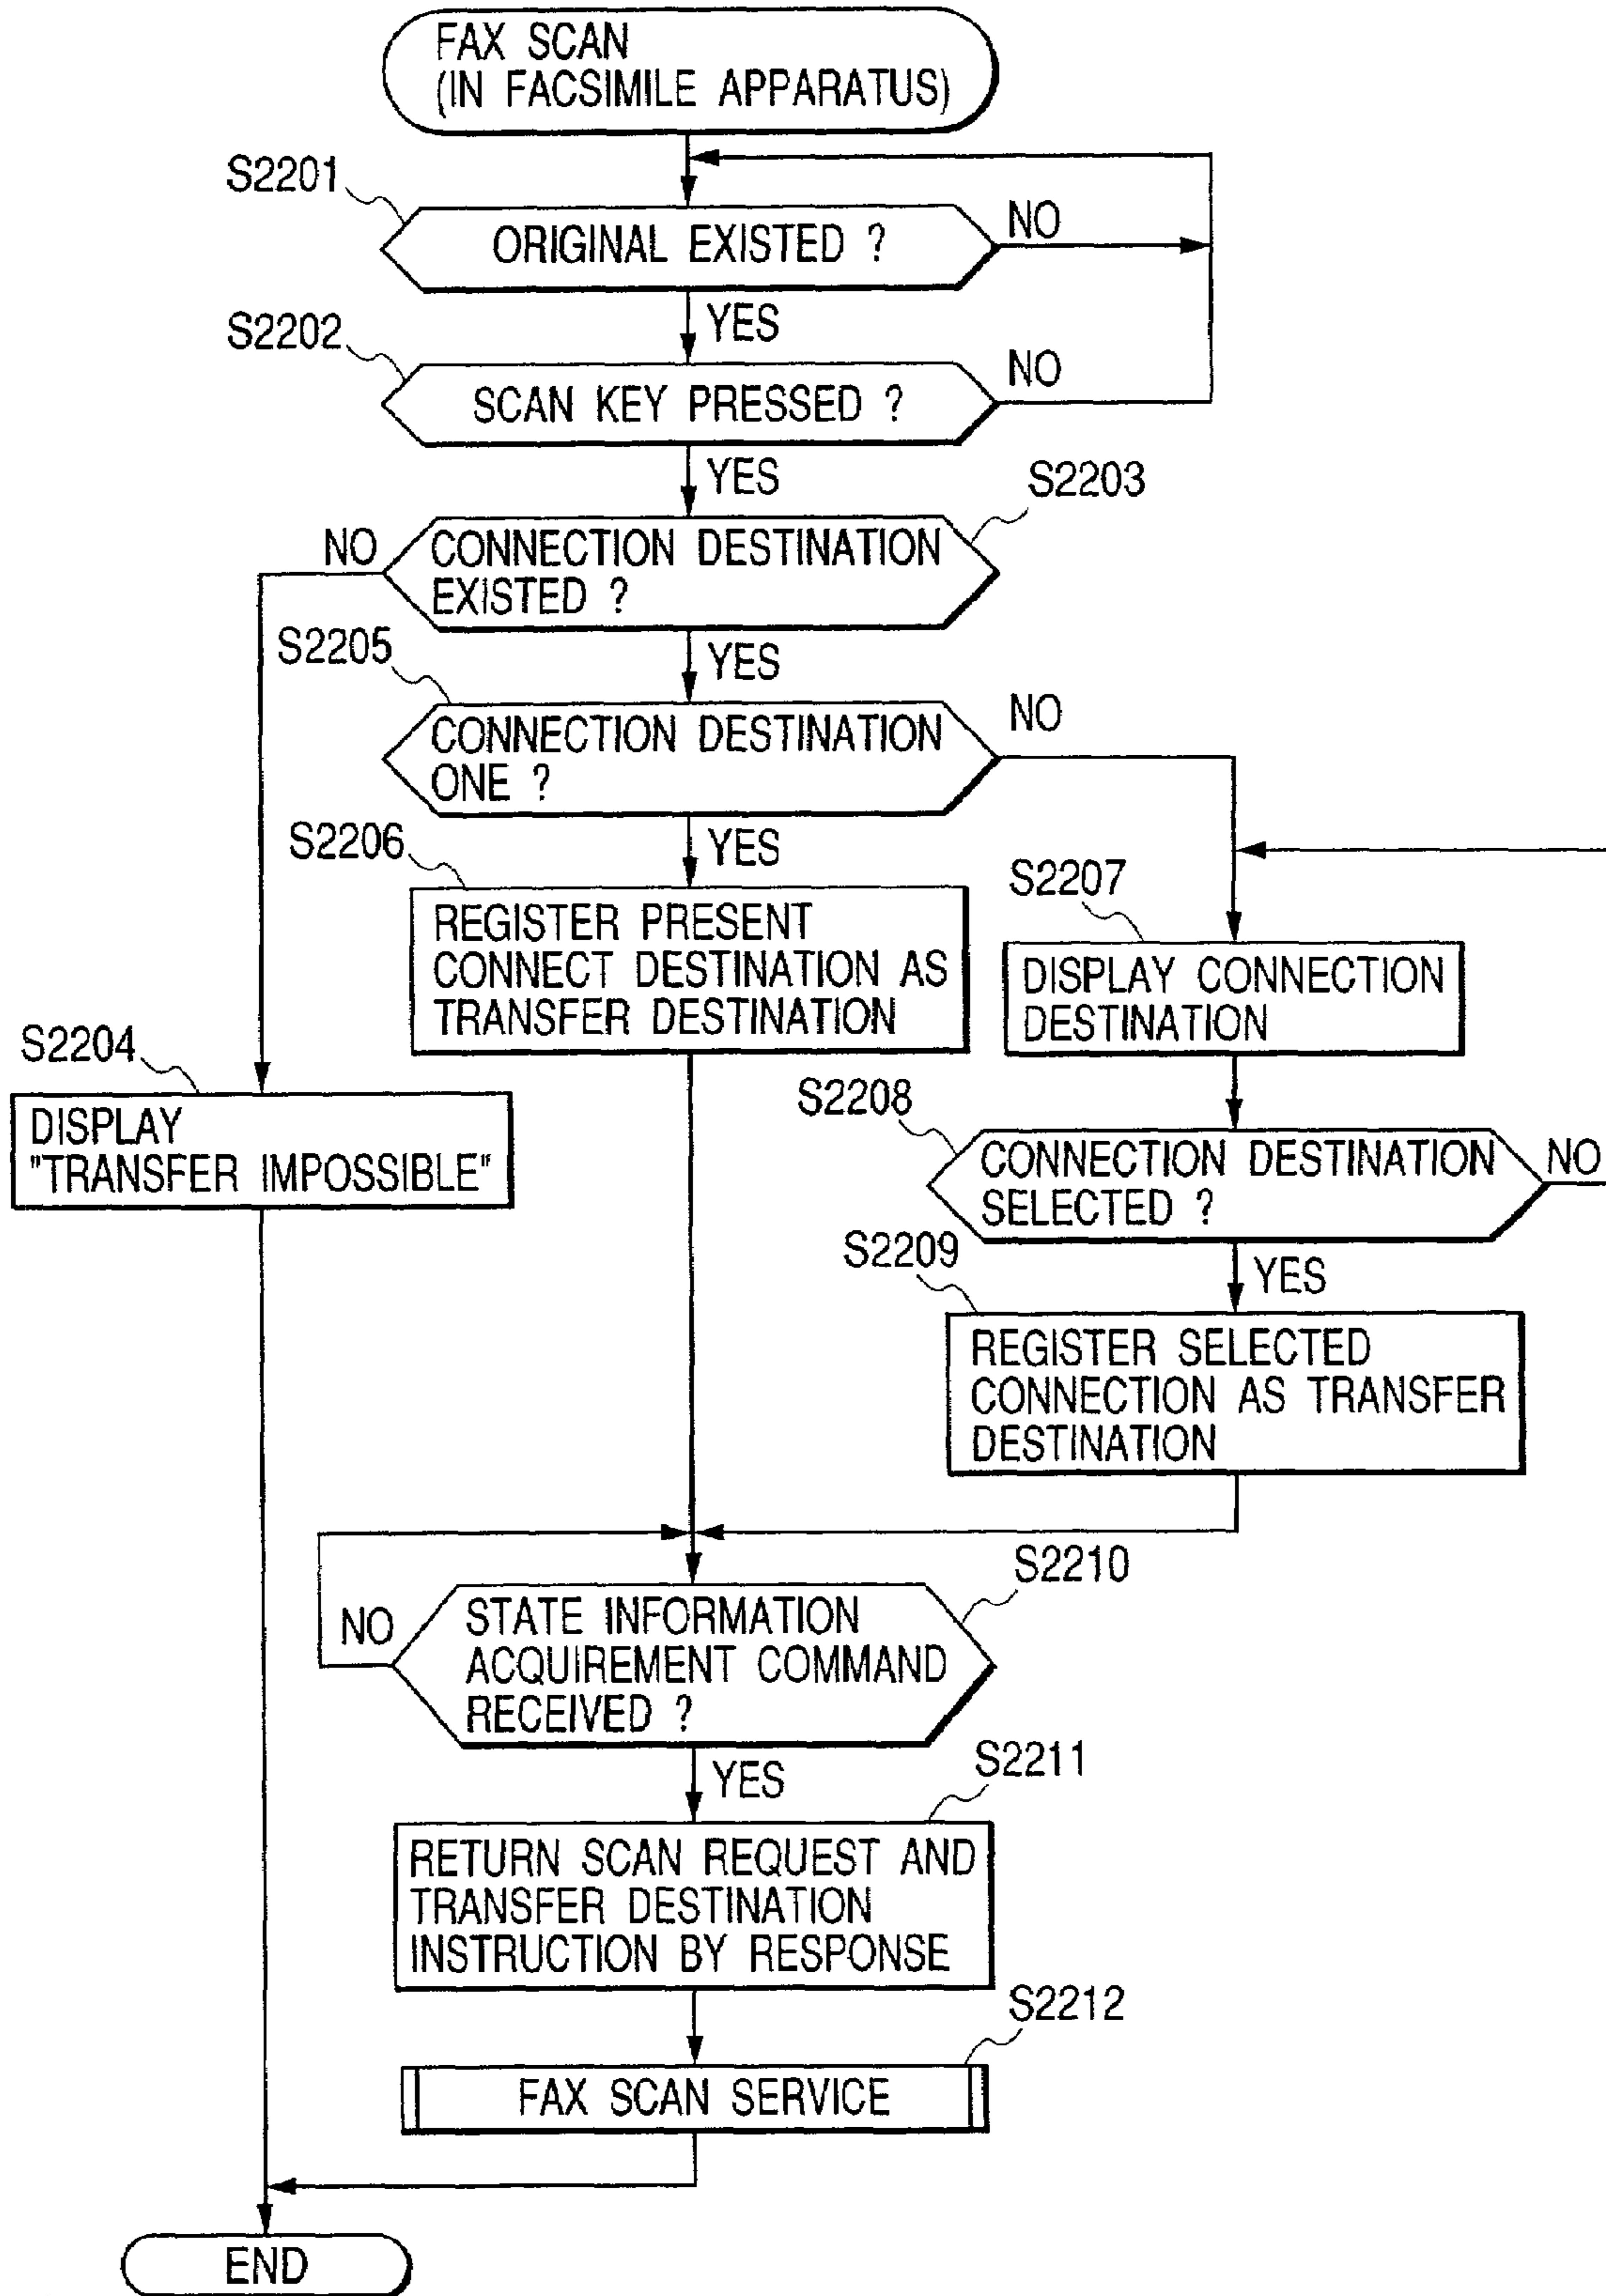 FAX SCAN
(IN FACSIMILE APPARATUS)
S2201
ORIGINAL EXISTED ?
NO
YES
S2202
SCAN KEY PRESSED ?
NO
YES
S2203
NO
CONNECTION DESTINATION
EXISTED ?
YES
S2205
CONNECTION DESTINATION
ONE ?
NO
YES
S2206
REGISTER PRESENT
CONNECT DESTINATION AS
TRANSFER DESTINATION
S2207
DISPLAY CONNECTION
DESTINATION
S2204
DISPLAY
"TRANSFER IMPOSSIBLE"
S2208
CONNECTION DESTINATION
SELECTED ?
NO
YES
S2209
REGISTER SELECTED
CONNECTION AS TRANSFER
DESTINATION
S2210
NO
STATE INFORMATION
ACQUIREMENT COMMAND
RECEIVED ?
YES
S2211
RETURN SCAN REQUEST AND
TRANSFER DESTINATION
INSTRUCTION BY RESPONSE
S2212
FAX SCAN SERVICE
END